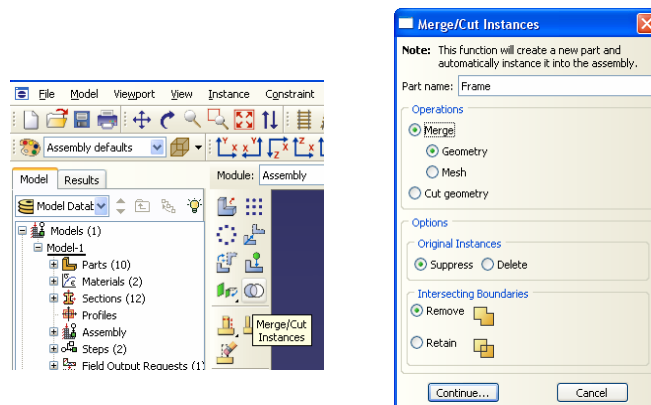 File Model Viewport View Instance Constraint
Assembly defaults
Model Results
Module: Assembly
Model Datat
Models (1)
Model-1
Parts (10)
Materials (2)
Sections (12)
Profiles
Assembly
Steps (2)
Field Output Requests (1)
Merge/Cut
Instances
Merge/Cut Instances
Note: This function will create a new part and
automatically instance it into the assembly.
Part name: Frame
Operations
Merge
Geometry
Mesh
Cut geometry
Options
Original Instances
Suppress Delete
Intersecting Boundaries
Remove
Retain
Continue... Cancel